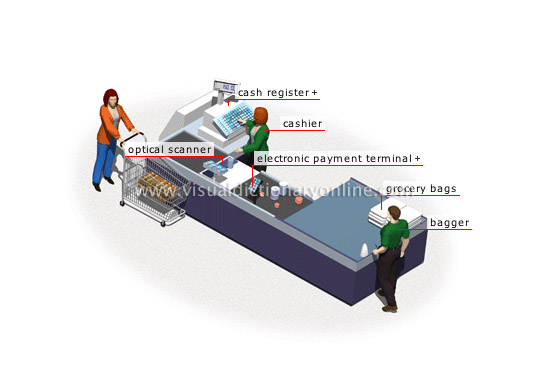 cash register +
cashier
optical scanner
electronic payment terminal +
www.visualdictionaryonline.com
grocery bags
bagger